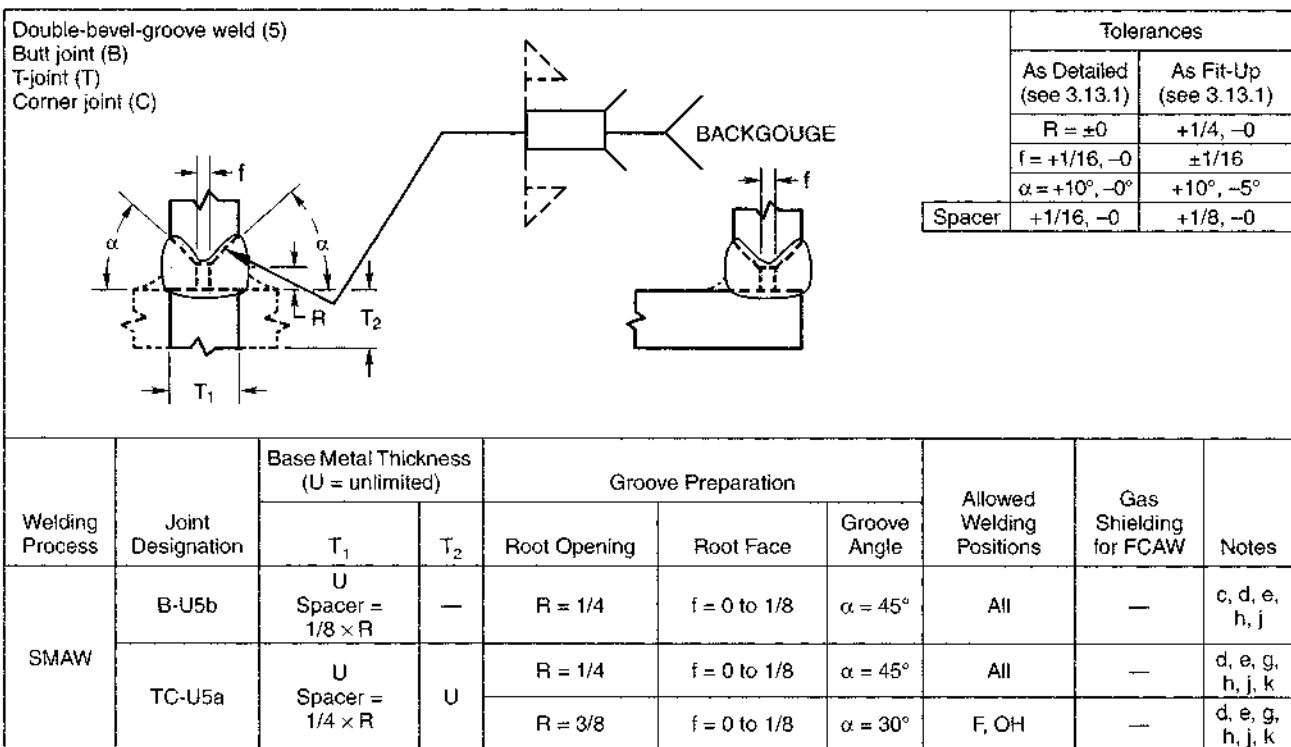 Double-bevel-groove weld (5)
Butt joint (B)
T-joint (T)
Corner joint (C)
BACKGOUGE
f
f
α
α
R
T₂
T₁
Tolerances
As Detailed (see 3.13.1) As Fit-Up (see 3.13.1)
R = ±0 +1/4, –0
f = +1/16, –0 ±1/16
α = +10°, –0° +10°, –5°
Spacer +1/16, –0 +1/8, –0
Welding Process Joint Designation Base Metal Thickness (U = unlimited) Groove Preparation Allowed Welding Positions Gas Shielding for FCAW Notes
T₁ T₂ Root Opening Root Face Groove Angle
SMAW
B-U5b U Spacer = 1/8 × R — R = 1/4 f = 0 to 1/8 α = 45° All — c, d, e, h, j
TC-U5a U Spacer = 1/4 × R U R = 1/4 f = 0 to 1/8 α = 45° All — d, e, g, h, j, k
R = 3/8 f = 0 to 1/8 α = 30° F, OH — d, e, g, h, j, k